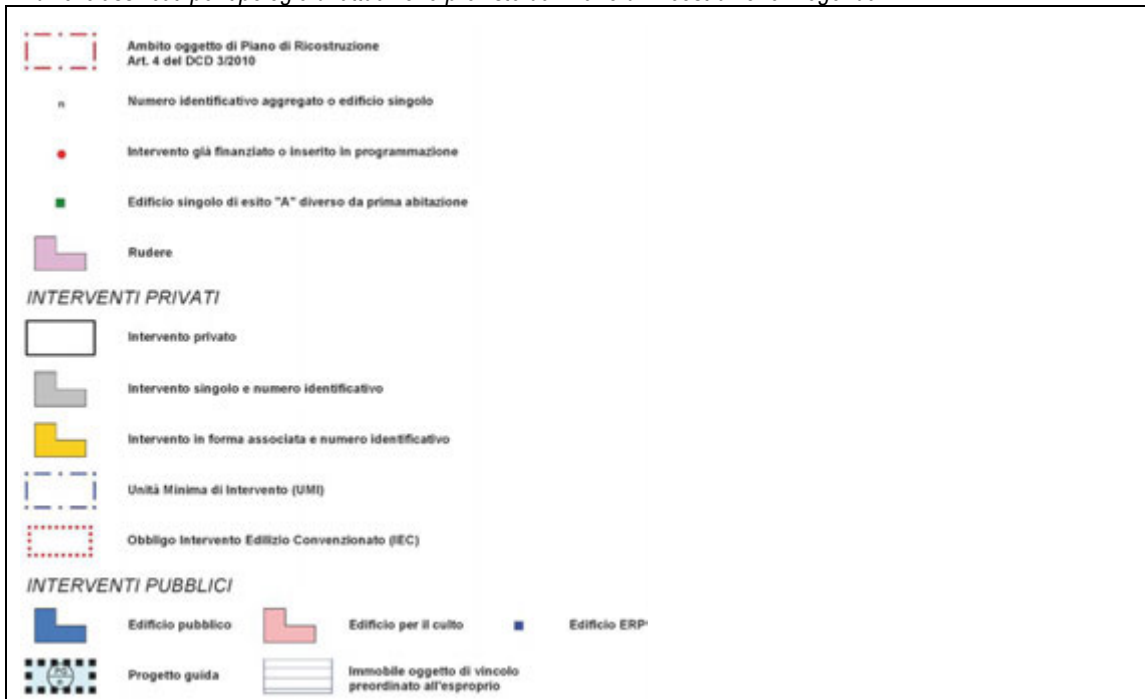 Ambito oggetto di Piano di Ricostruzione
Art. 4 del DCD 3/2010
n Numero identificativo aggregato o edificio singolo
Intervento già finanziato o inserito in programmazione
Edificio singolo di esito "A" diverso da prima abitazione
Rudere
INTERVENTI PRIVATI
Intervento privato
Intervento singolo e numero identificativo
Intervento in forma associata e numero identificativo
Unità Minima di Intervento (UMI)
Obbligo Intervento Edilizio Convenzionato (IEC)
INTERVENTI PUBBLICI
Edificio pubblico Edificio per il culto Edificio ERP
PG Progetto guida Immobile oggetto di vincolo
preordinato all'esproprio